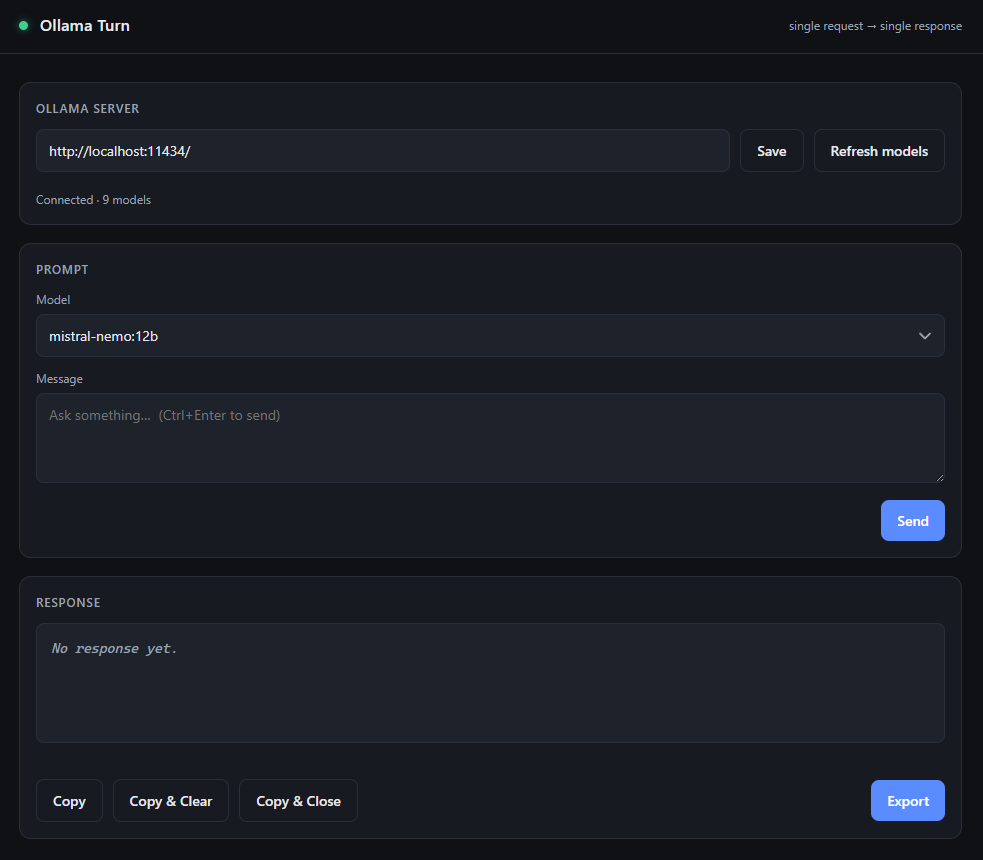 Ollama Turn
single request → single response
OLLAMA SERVER
http://localhost:11434/
Save
Refresh models
Connected · 9 models
PROMPT
Model
mistral-nemo:12b
Message
Ask something... (Ctrl+Enter to send)
Send
RESPONSE
No response yet.
Copy
Copy & Clear
Copy & Close
Export